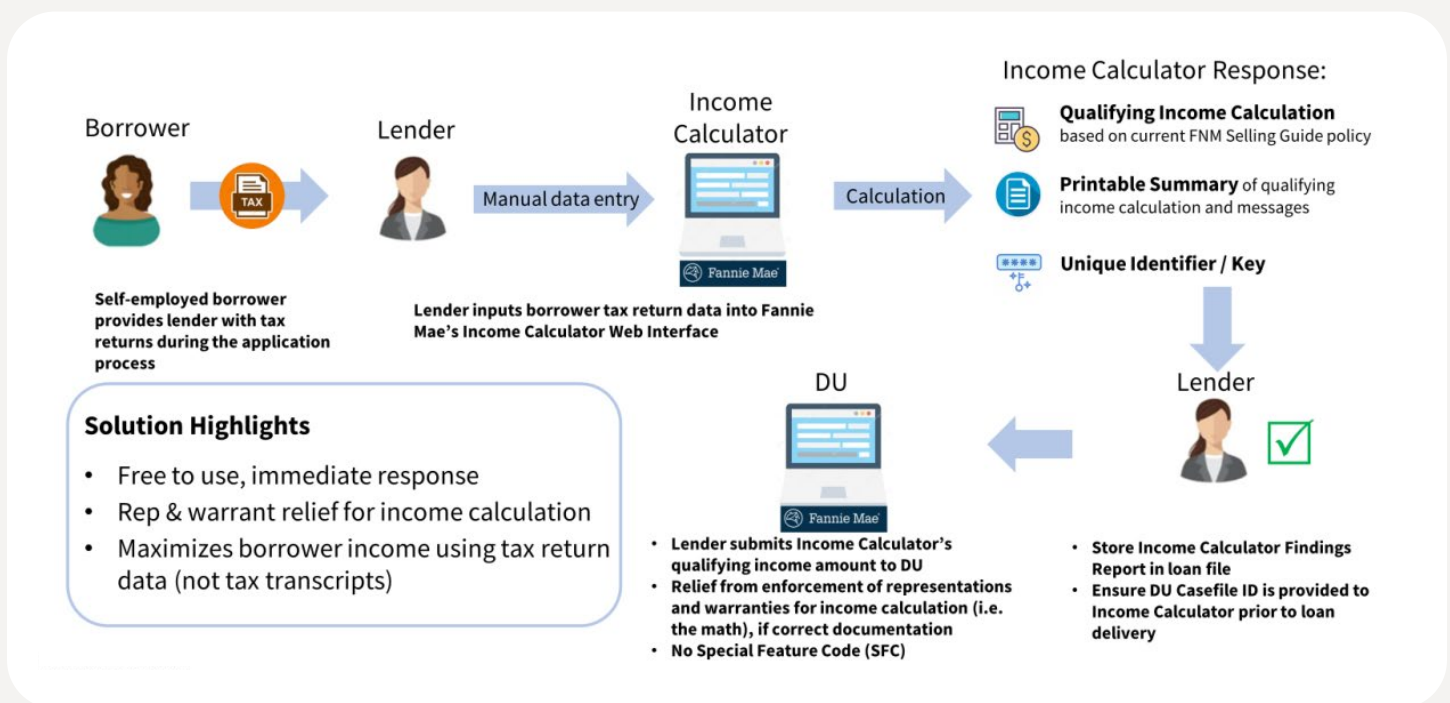 Borrower
TAX
Self-employed borrower
provides lender with tax
returns during the application
process
Lender
Manual data entry
Lender inputs borrower tax return data into Fannie
Mae's Income Calculator Web Interface
Income
Calculator
Fannie Mae
Calculation
Income Calculator Response:
Qualifying Income Calculation
based on current FNM Selling Guide policy
$
Printable Summary of qualifying
income calculation and messages
****
Unique Identifier / Key
Lender
• Store Income Calculator Findings
Report in loan file
• Ensure DU Casefile ID is provided to
Income Calculator prior to loan
delivery
DU
Fannie Mae
• Lender submits Income Calculator's
qualifying income amount to DU
• Relief from enforcement of representations
and warranties for income calculation (i.e.
the math), if correct documentation
• No Special Feature Code (SFC)
Solution Highlights
• Free to use, immediate response
• Rep & warrant relief for income calculation
• Maximizes borrower income using tax return
data (not tax transcripts)